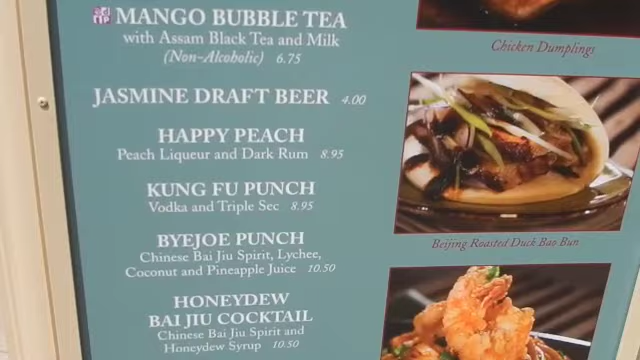 MANGO BUBBLE TEA
with Assam Black Tea and Milk
(Non-Alcoholic) 6.75
JASMINE DRAFT BEER 4.00
HAPPY PEACH
Peach Liqueur and Dark Rum 8.95
KUNG FU PUNCH
Vodka and Triple Sec 8.95
BYEJOE PUNCH
Chinese Bai Jiu Spirit, Lychee,
Coconut and Pineapple Juice 10.50
HONEYDEW
BAI JIU COCKTAIL
Chinese Bai Jiu Spirit and
Honeydew Syrup 10.50
Chicken Dumplings
Beijing Roasted Duck Bao Bun